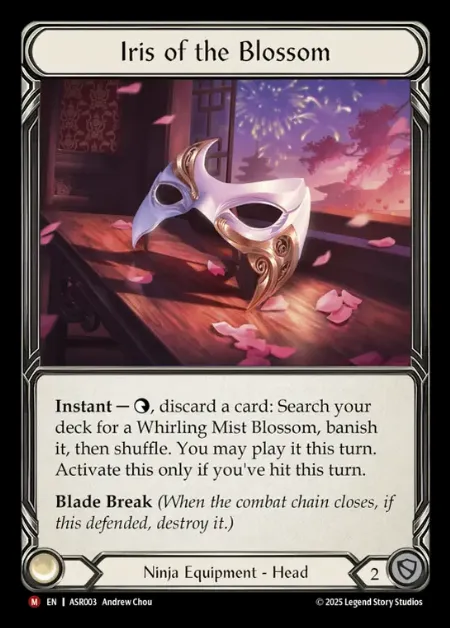 Iris of the Blossom
Instant — , discard a card: Search your
deck for a Whirling Mist Blossom, banish
it, then shuffle. You may play it this turn.
Activate this only if you've hit this turn.
Blade Break (When the combat chain closes, if
this defended, destroy it.)
Ninja Equipment - Head
2
M EN | ASR003 Andrew Chou
© 2025 Legend Story Studios